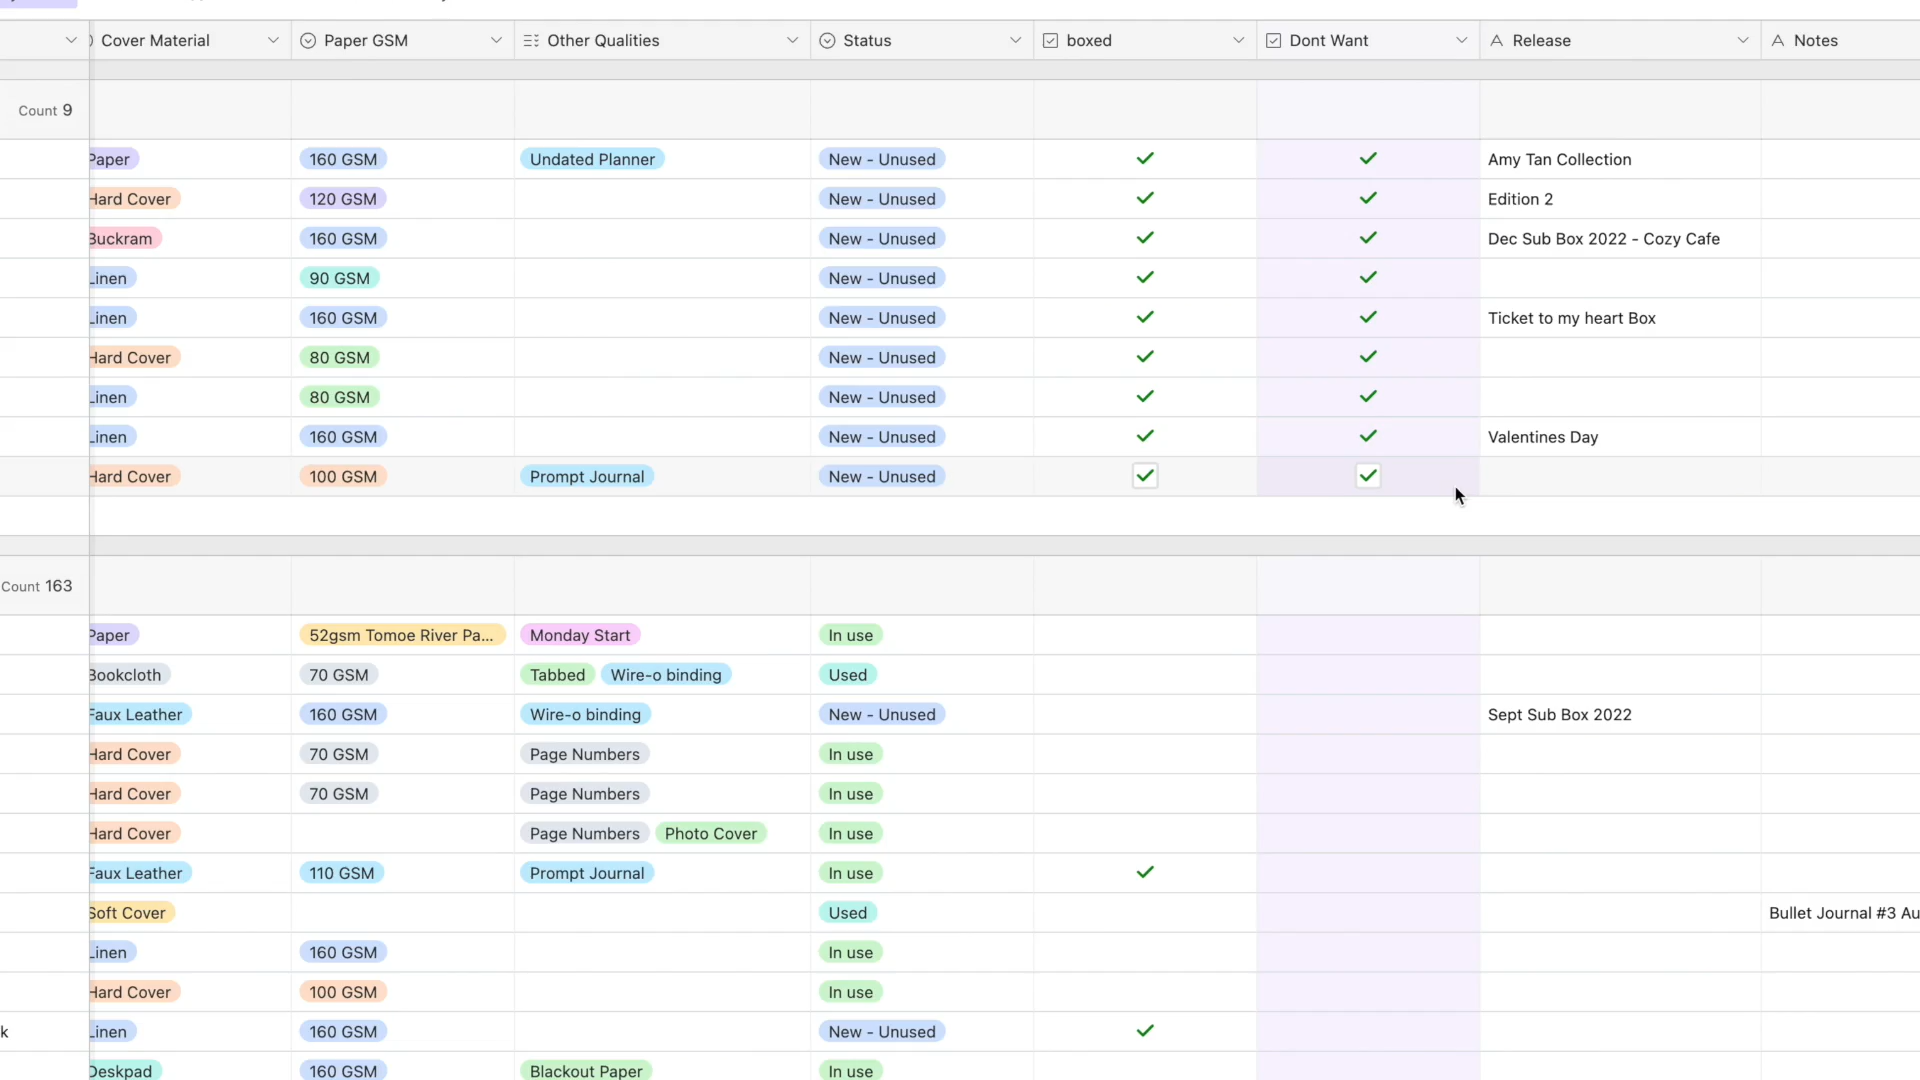 Cover Material Paper GSM Other Qualities Status boxed Dont Want Release Notes
Count 9
Paper 160 GSM Undated Planner New - Unused Amy Tan Collection
Hard Cover 120 GSM New - Unused Edition 2
Buckram 160 GSM New - Unused Dec Sub Box 2022 - Cozy Cafe
Linen 90 GSM New - Unused
Linen 160 GSM New - Unused Ticket to my heart Box
Hard Cover 80 GSM New - Unused
Linen 80 GSM New - Unused
Linen 160 GSM New - Unused Valentines Day
Hard Cover 100 GSM Prompt Journal New - Unused
Count 163
Paper 52gsm Tomoe River Pa... Monday Start In use
Bookcloth 70 GSM Tabbed Wire-o binding Used
Faux Leather 160 GSM Wire-o binding New - Unused Sept Sub Box 2022
Hard Cover 70 GSM Page Numbers In use
Hard Cover 70 GSM Page Numbers In use
Hard Cover Page Numbers Photo Cover In use
Faux Leather 110 GSM Prompt Journal In use
Soft Cover Used Bullet Journal #3 Au
Linen 160 GSM In use
Hard Cover 100 GSM In use
k Linen 160 GSM New - Unused
Deskpad 160 GSM Blackout Paper In use